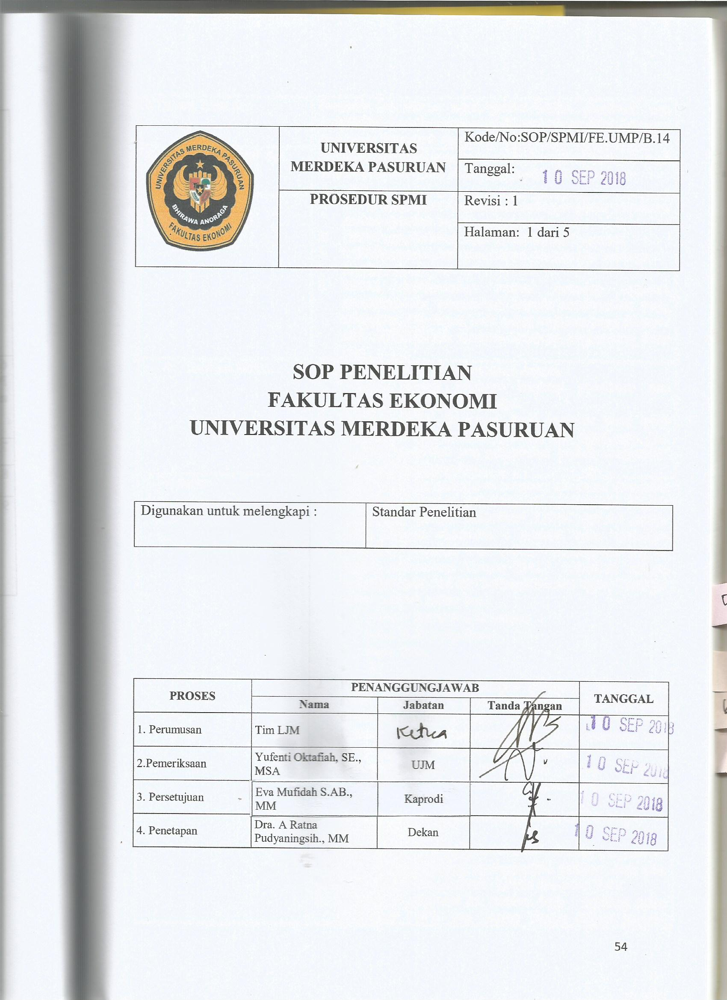 UNIVERSITAS MERDEKA PASURUAN
BHIRAWA ANORAGA
FAKULTAS EKONOMI
UNIVERSITAS
MERDEKA PASURUAN
PROSEDUR SPMI
Kode/No:SOP/SPMI/FE.UMP/B.14
Tanggal: 10 SEP 2018
Revisi : 1
Halaman: 1 dari 5
SOP PENELITIAN
FAKULTAS EKONOMI
UNIVERSITAS MERDEKA PASURUAN
Digunakan untuk melengkapi : Standar Penelitian
PROSES PENANGGUNGJAWAB TANGGAL
Nama Jabatan Tanda Tangan
1. Perumusan Tim LJM Ketua 10 SEP 2018
2.Pemeriksaan Yufenti Oktafiah, SE., MSA UJM 10 SEP 2018
3. Persetujuan Eva Mufidah S.AB., MM Kaprodi 10 SEP 2018
4. Penetapan Dra. A Ratna Pudyaningsih., MM Dekan 10 SEP 2018
54